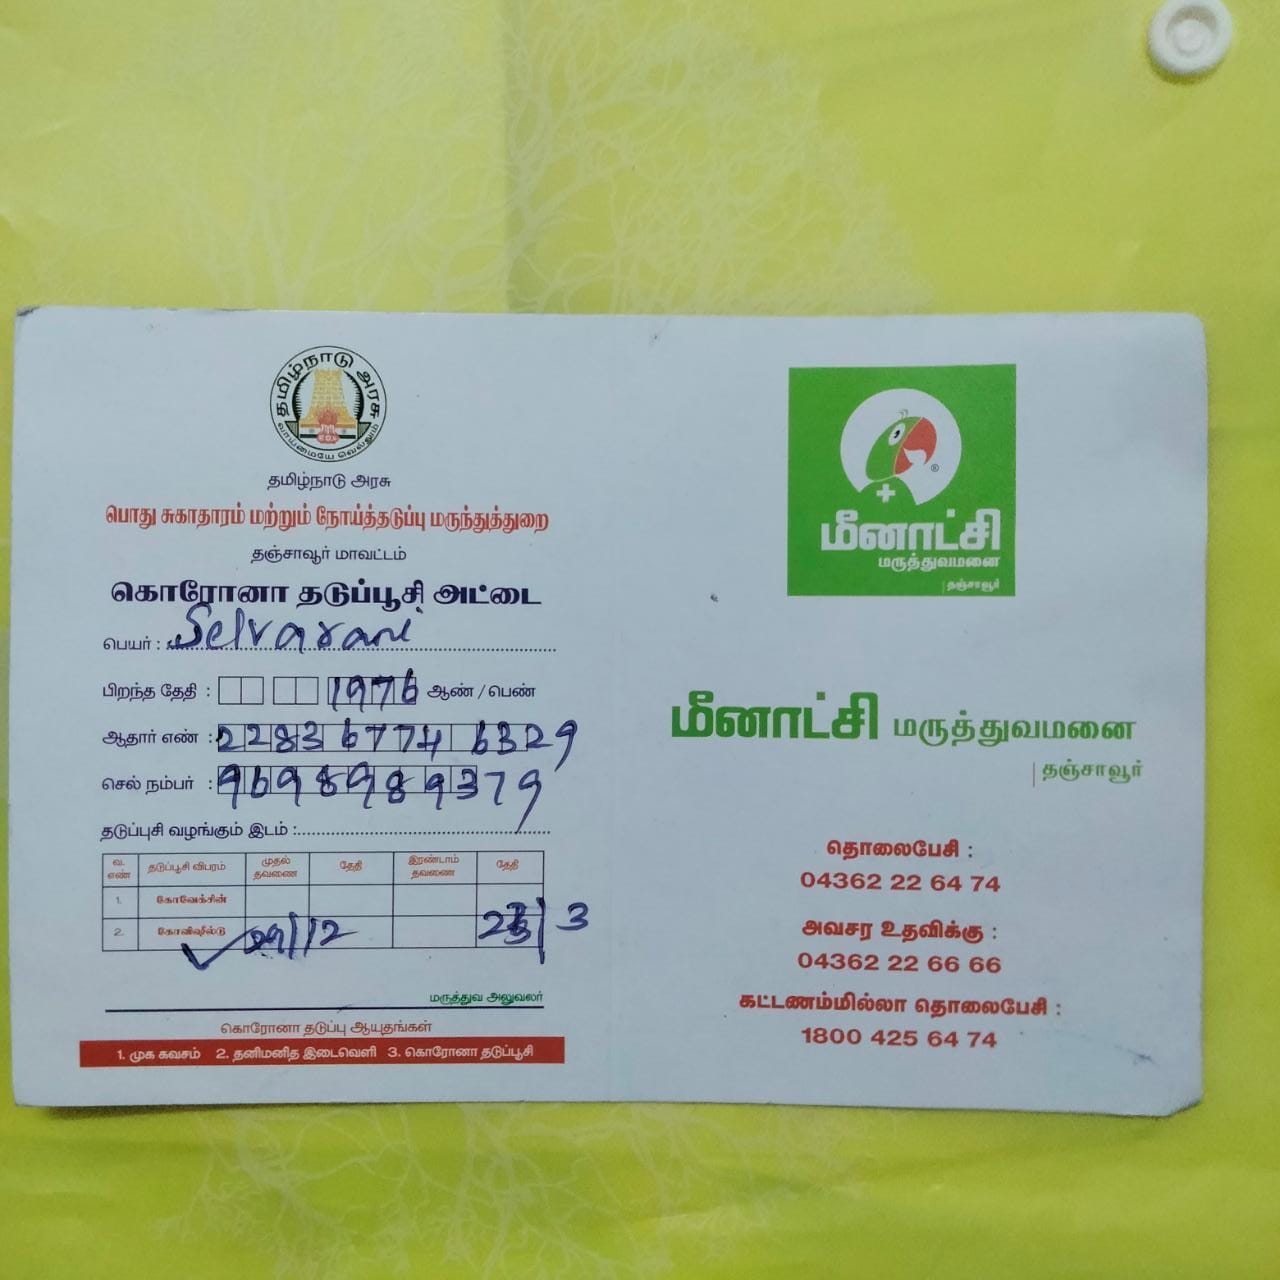 தமிழ்நாடு அரசு
வாய்மையே வெல்லும்
தமிழ்நாடு அரசு
பொது சுகாதாரம் மற்றும் நோய்த்தடுப்பு மருந்துத்துறை
தஞ்சாவூர் மாவட்டம்
கொரோனா தடுப்பூசி அட்டை
பெயர் : Selvarani
பிறந்த தேதி : 1976 ஆண் / பெண்
ஆதார் எண் : 2283 6774 6329
செல் நம்பர் : 9698989379
தடுப்புசி வழங்கும் இடம் :
வ. எண் தடுப்பூசி விபரம் முதல் தவணை தேதி இரண்டாம் தவணை தேதி
1. கோவேக்சின்
2. கோவிஷீல்டு 29/12 / 3
மருத்துவ அலுவலர்
கொரோனா தடுப்பு ஆயுதங்கள்
1. முக கவசம் 2. தனிமனித இடைவெளி 3. கொரோனா தடுப்பூசி
மீனாட்சி
மருத்துவமனை
தஞ்சாவூர்
மீனாட்சி மருத்துவமனை
தஞ்சாவூர்
தொலைபேசி :
04362 22 64 74
அவசர உதவிக்கு :
04362 22 66 66
கட்டணம்மில்லா தொலைபேசி :
1800 425 64 74